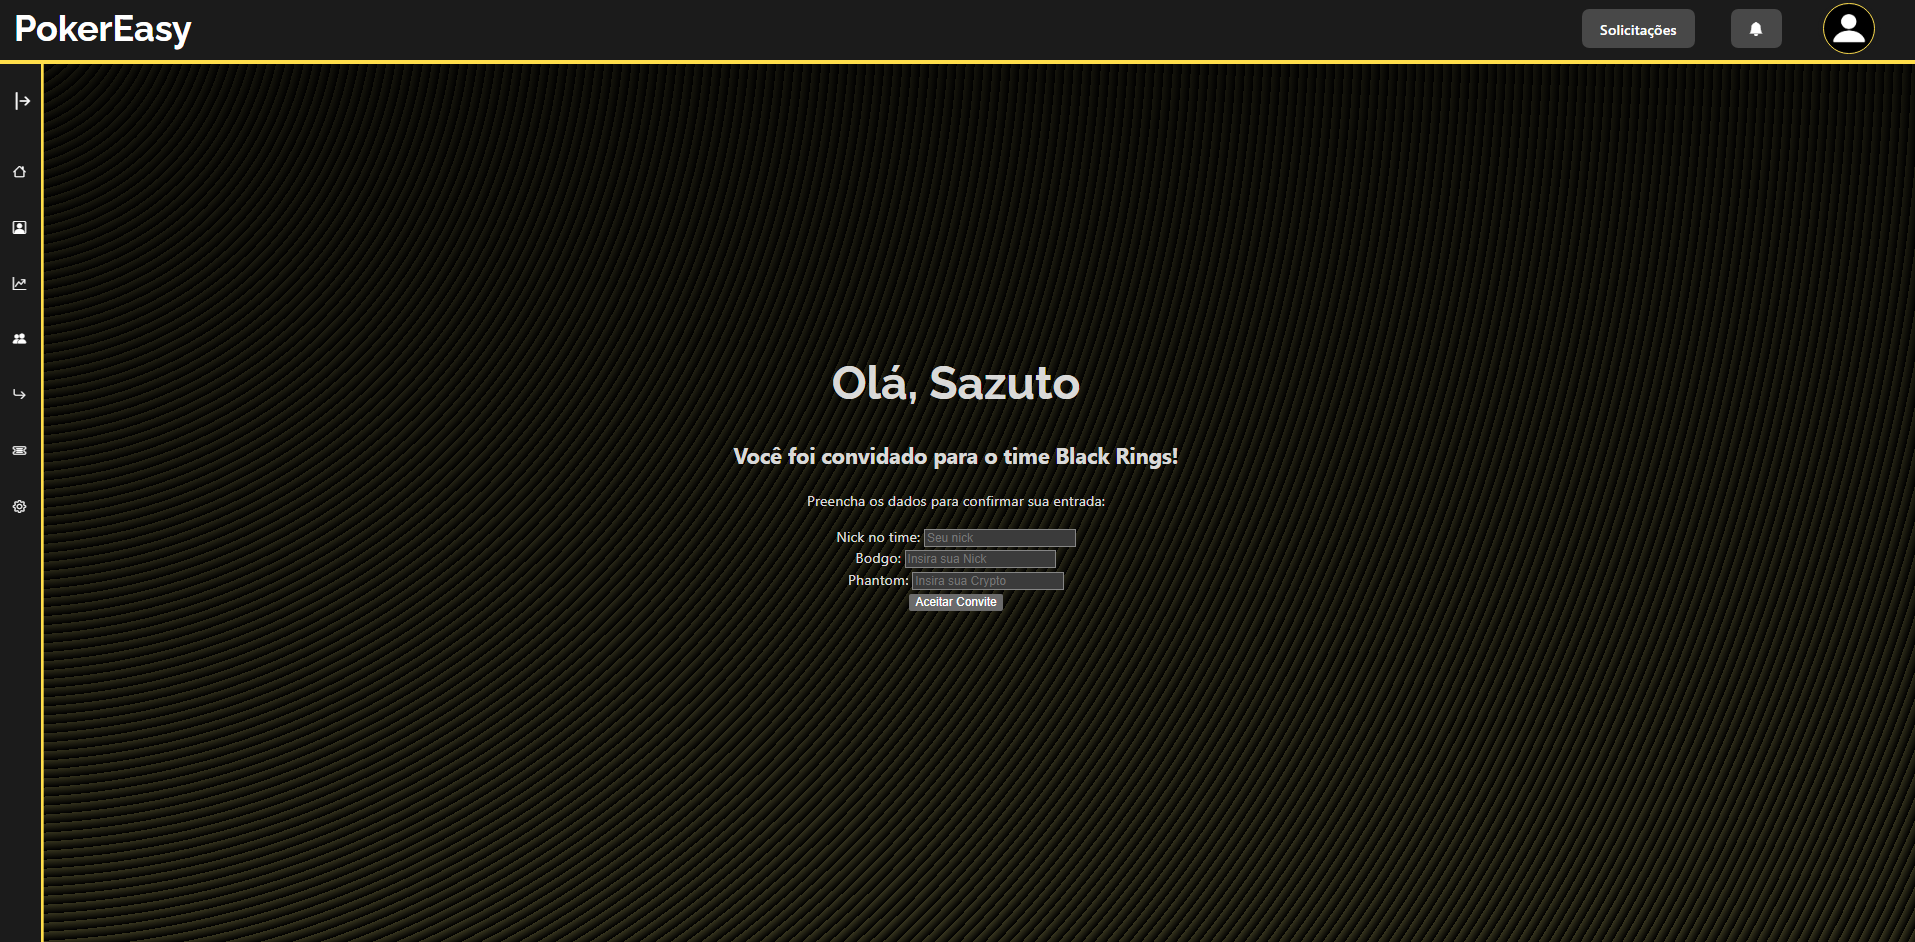 PokerEasy
Solicitações
Olá, Sazuto
Você foi convidado para o time Black Rings!
Preencha os dados para confirmar sua entrada:
Nick no time: Seu nick
Bodgo: Insira sua Nick
Phantom: Insira sua Crypto
Aceitar Convite